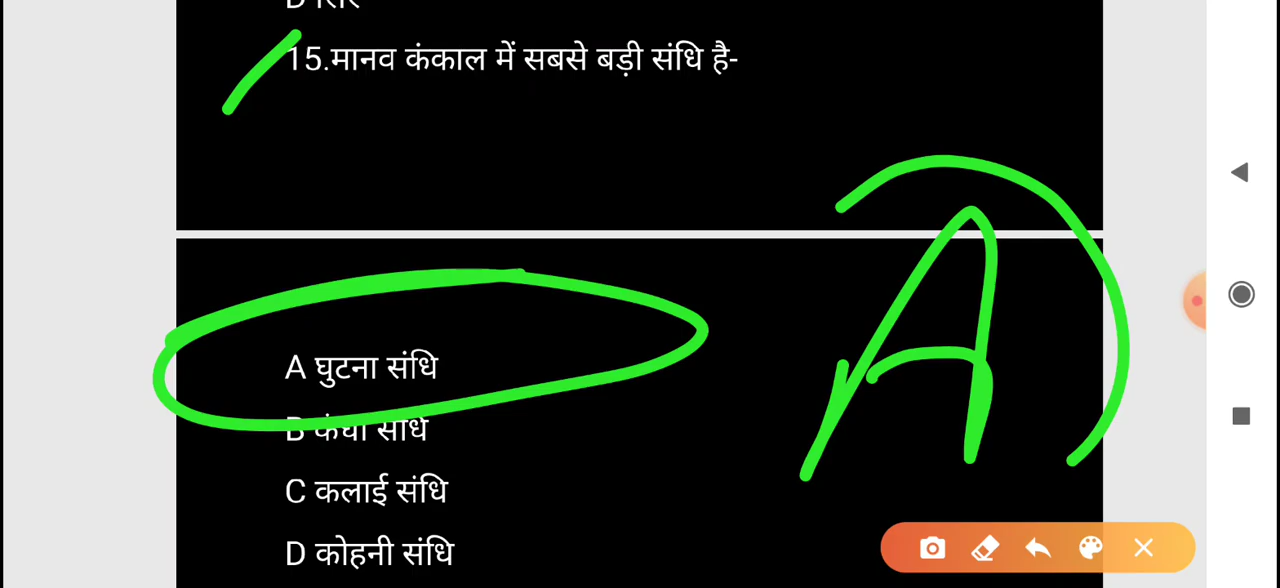 15.मानव कंकाल में सबसे बड़ी संधि है-
A
A घुटना संधि
B कंधा संधि
C कलाई संधि
D कोहनी संधि